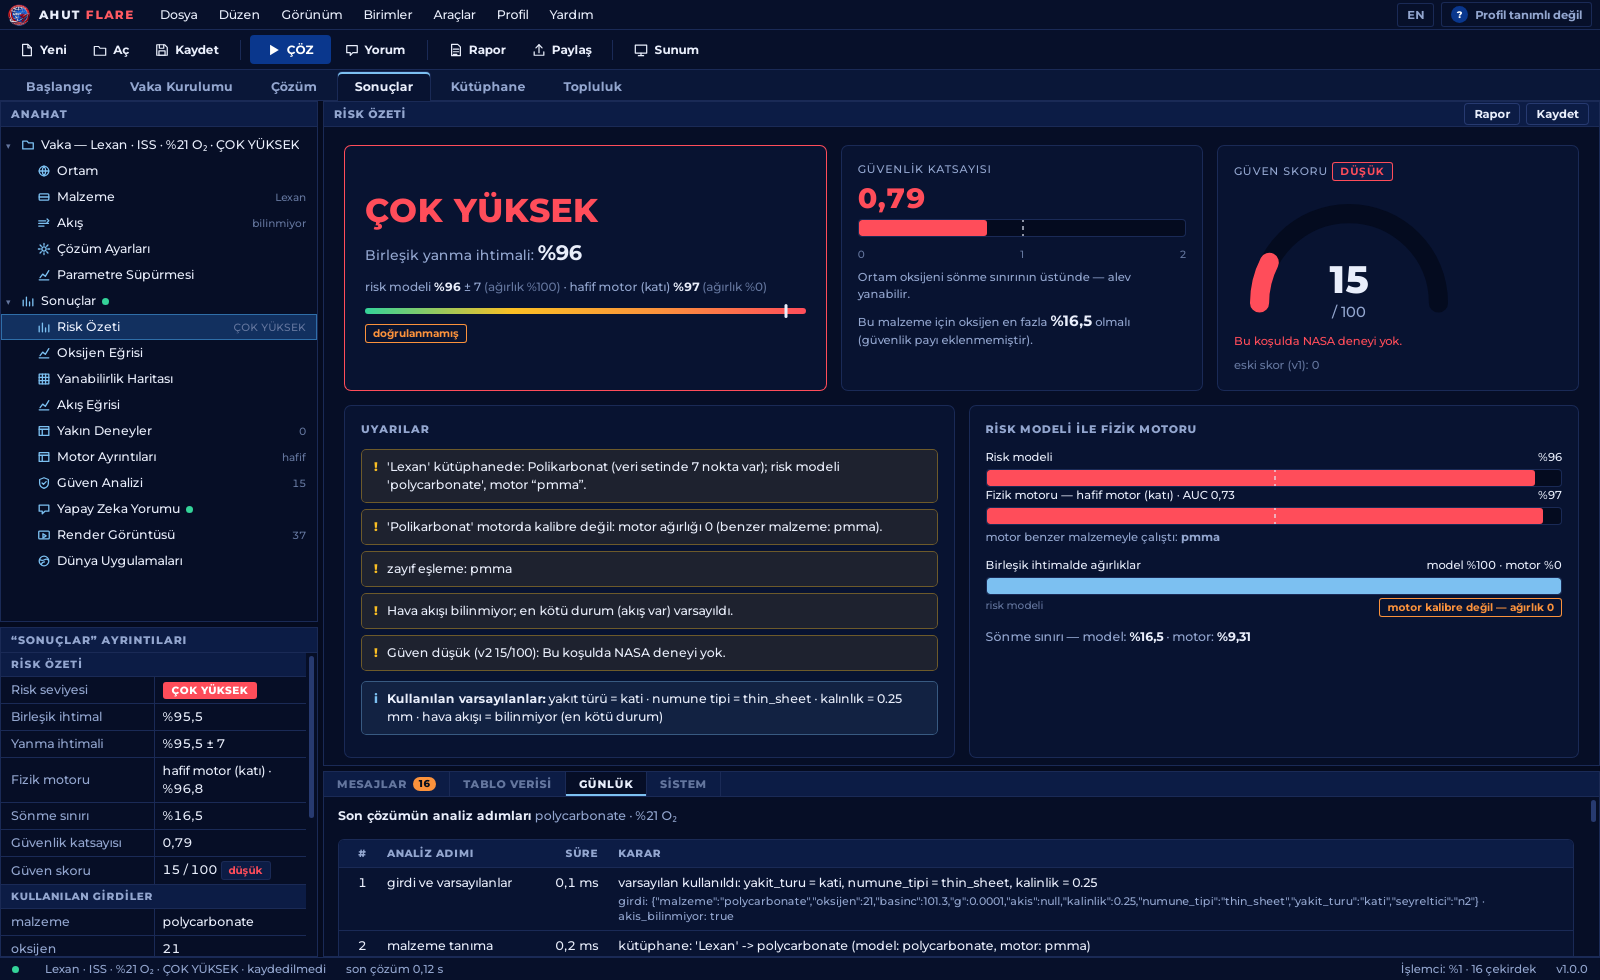 AHUT FLARE
Dosya Düzen Görünüm Birimler Araçlar Profil Yardım
EN
? Profil tanımlı değil
Yeni Aç Kaydet ÇÖZ Yorum Rapor Paylaş Sunum
Başlangıç Vaka Kurulumu Çözüm Sonuçlar Kütüphane Topluluk
ANAHAT
Vaka — Lexan · ISS · %21 O₂ · ÇOK YÜKSEK
Ortam
Malzeme Lexan
Akış bilinmiyor
Çözüm Ayarları
Parametre Süpürmesi
Sonuçlar
Risk Özeti ÇOK YÜKSEK
Oksijen Eğrisi
Yanabilirlik Haritası
Akış Eğrisi
Yakın Deneyler 0
Motor Ayrıntıları hafif
Güven Analizi 15
Yapay Zeka Yorumu
Render Görüntüsü 37
Dünya Uygulamaları
“SONUÇLAR” AYRINTILARI
RİSK ÖZETİ
Risk seviyesi ÇOK YÜKSEK
Birleşik ihtimal %95,5
Yanma ihtimali %95,5 ± 7
Fizik motoru hafif motor (katı) · %96,8
Sönme sınırı %16,5
Güvenlik katsayısı 0,79
Güven skoru 15 / 100 düşük
KULLANILAN GİRDİLER
malzeme polycarbonate
oksijen 21
RİSK ÖZETİ
Rapor Kaydet
ÇOK YÜKSEK
Birleşik yanma ihtimali: %96
risk modeli %96 ± 7 (ağırlık %100) · hafif motor (katı) %97 (ağırlık %0)
doğrulanmamış
GÜVENLİK KATSAYISI
0,79
0 1 2
Ortam oksijeni sönme sınırının üstünde — alev
yanabilir.
Bu malzeme için oksijen en fazla %16,5 olmalı
(güvenlik payı eklenmemiştir).
GÜVEN SKORU DÜŞÜK
15
/ 100
Bu koşulda NASA deneyi yok.
eski skor (v1): 0
UYARILAR
! 'Lexan' kütüphanede: Polikarbonat (veri setinde 7 nokta var); risk modeli
'polycarbonate', motor “pmma”.
! 'Polikarbonat' motorda kalibre değil: motor ağırlığı 0 (benzer malzeme: pmma).
! zayıf eşleme: pmma
! Hava akışı bilinmiyor; en kötü durum (akış var) varsayıldı.
! Güven düşük (v2 15/100): Bu koşulda NASA deneyi yok.
i Kullanılan varsayılanlar: yakıt türü = kati · numune tipi = thin_sheet · kalınlık = 0.25
mm · hava akışı = bilinmiyor (en kötü durum)
RİSK MODELİ İLE FİZİK MOTORU
Risk modeli %96
Fizik motoru — hafif motor (katı) · AUC 0,73 %97
motor benzer malzemeyle çalıştı: pmma
Birleşik ihtimalde ağırlıklar model %100 · motor %0
risk modeli motor kalibre değil — ağırlık 0
Sönme sınırı — model: %16,5 · motor: %9,31
MESAJLAR 16 TABLO VERİSİ GÜNLÜK SİSTEM
Son çözümün analiz adımları polycarbonate · %21 O₂
# ANALİZ ADIMI SÜRE KARAR
1 girdi ve varsayılanlar 0,1 ms varsayılan kullanıldı: yakit_turu = kati, numune_tipi = thin_sheet, kalinlik = 0.25
girdi: {"malzeme":"polycarbonate","oksijen":21,"basinc":101.3,"g":0.0001,"akis":null,"kalinlik":0.25,"numune_tipi":"thin_sheet","yakit_turu":"kati","seyreltici":"n2"} ·
akis_bilinmiyor: true
2 malzeme tanıma 0,2 ms kütüphane: 'Lexan' -> polycarbonate (model: polycarbonate, motor: pmma)
Lexan · ISS · %21 O₂ · ÇOK YÜKSEK · kaydedilmedi son çözüm 0,12 s
İşlemci: %1 · 16 çekirdek v1.0.0